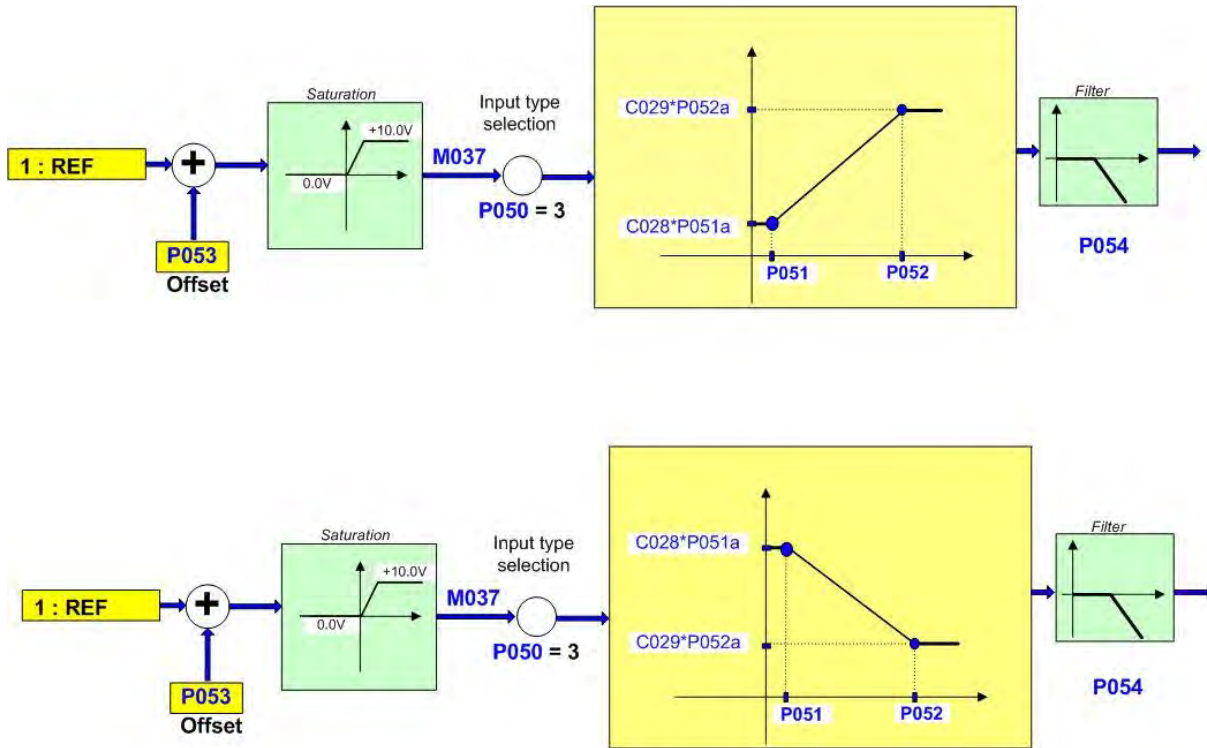 Saturation
+10.0V
0.0V
Input type
selection
M037
P050 = 3
1 : REF
+
P053
Offset
C029*P052a
C028*P051a
P051
P052
Filter
P054
Saturation
+10.0V
0.0V
Input type
selection
M037
P050 = 3
1 : REF
+
P053
Offset
C028*P051a
C029*P052a
P051
P052
Filter
P054